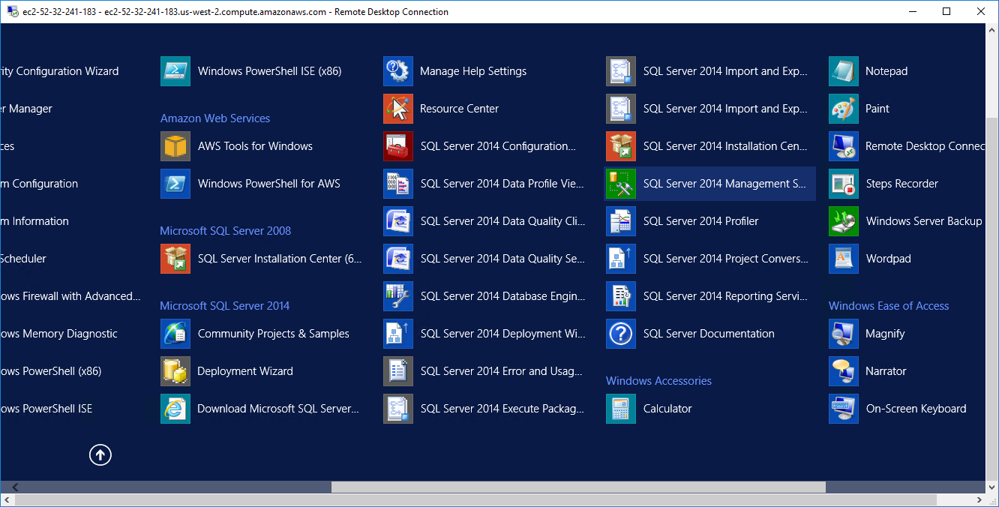 ec2-52-32-241-183 - ec2-52-32-241-183.us-west-2.compute.amazonaws.com - Remote Desktop Connection
rity Configuration Wizard
er Manager
ces
m Configuration
m Information
Scheduler
ows Firewall with Advanced...
ows Memory Diagnostic
ows PowerShell (x86)
ows PowerShell ISE
Windows PowerShell ISE (x86)
Amazon Web Services
AWS Tools for Windows
Windows PowerShell for AWS
Microsoft SQL Server 2008
SQL Server Installation Center (6...
Microsoft SQL Server 2014
Community Projects & Samples
Deployment Wizard
Download Microsoft SQL Server...
Manage Help Settings
Resource Center
SQL Server 2014 Configuration...
SQL Server 2014 Data Profile Vie...
SQL Server 2014 Data Quality Cli...
SQL Server 2014 Data Quality Se...
SQL Server 2014 Database Engin...
SQL Server 2014 Deployment Wi...
SQL Server 2014 Error and Usag...
SQL Server 2014 Execute Packag...
SQL Server 2014 Import and Exp...
SQL Server 2014 Import and Exp...
SQL Server 2014 Installation Cen...
SQL Server 2014 Management S...
SQL Server 2014 Profiler
SQL Server 2014 Project Convers...
SQL Server 2014 Reporting Servi...
SQL Server Documentation
Windows Accessories
Calculator
Notepad
Paint
Remote Desktop Connec
Steps Recorder
Windows Server Backup
Wordpad
Windows Ease of Access
Magnify
Narrator
On-Screen Keyboard